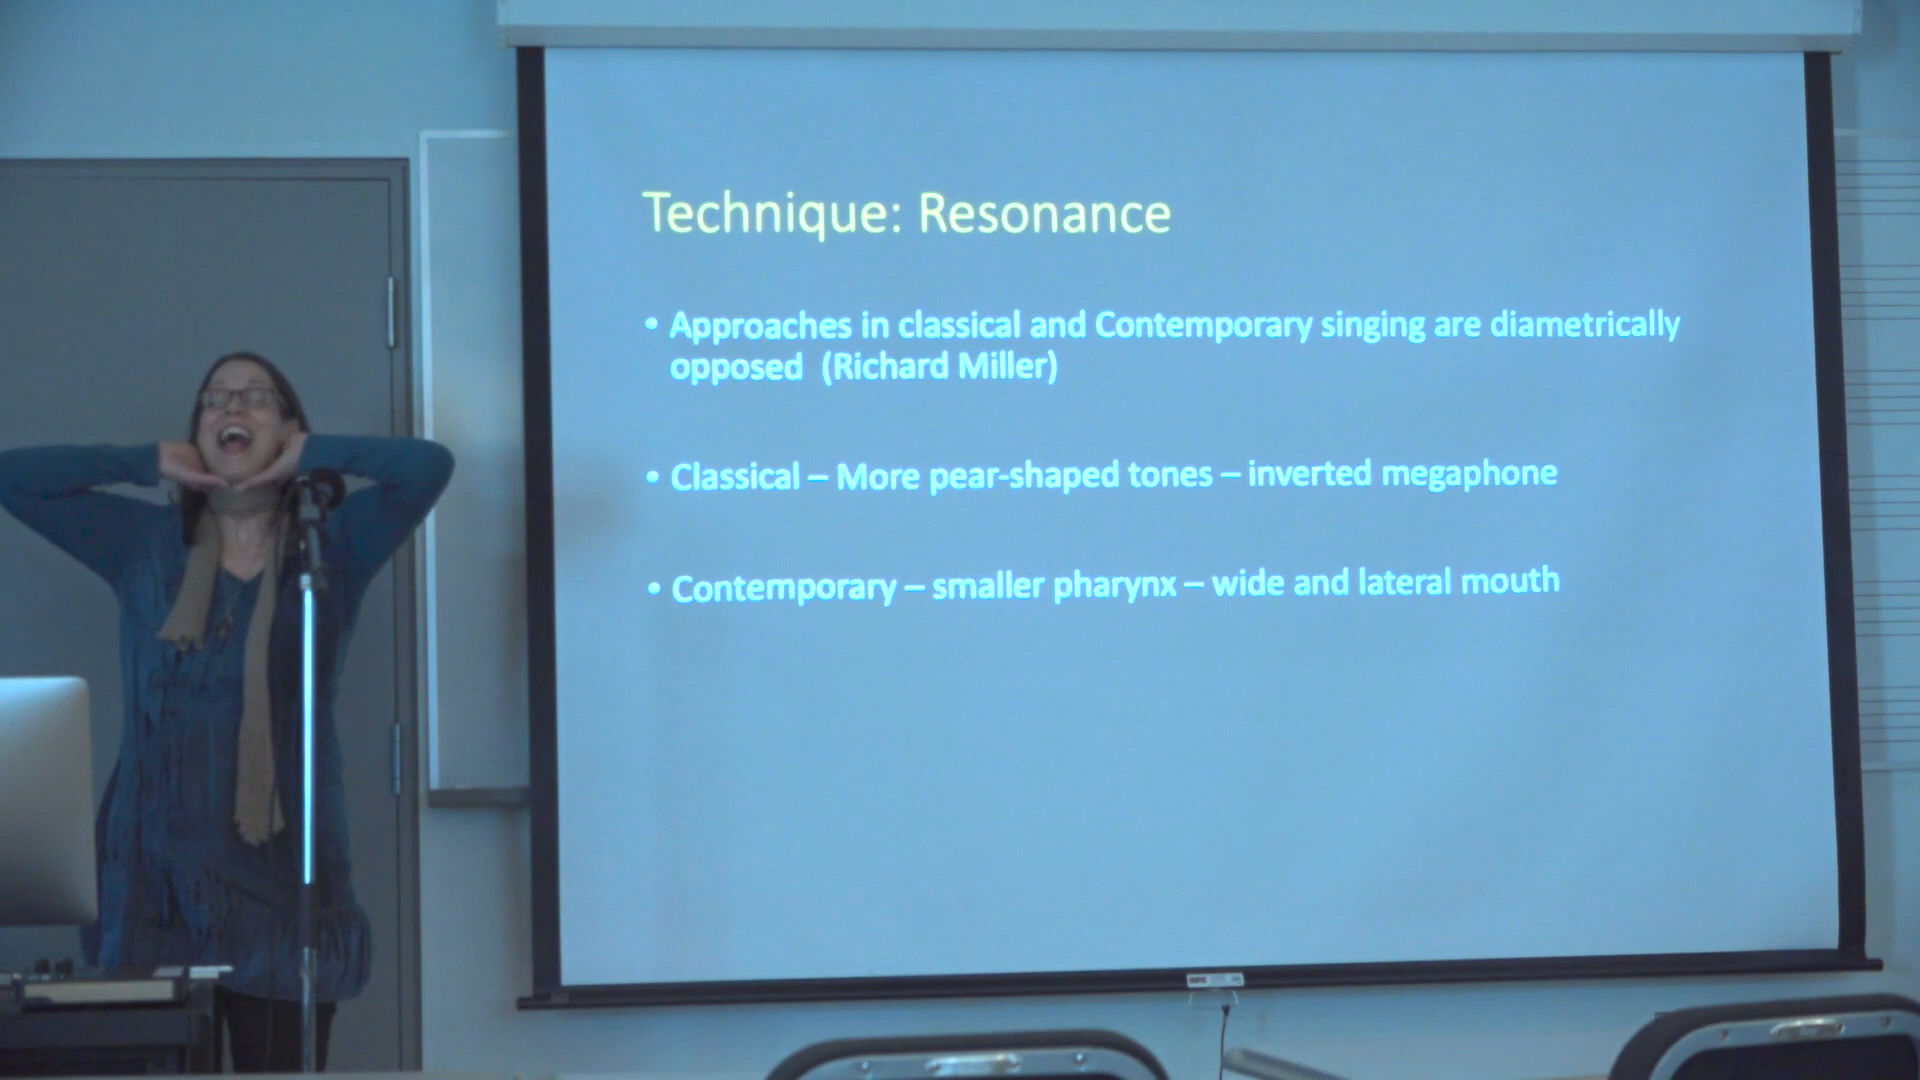 Technique: Resonance
• Approaches in classical and Contemporary singing are diametrically
opposed (Richard Miller)
• Classical – More pear-shaped tones – inverted megaphone
• Contemporary – smaller pharynx – wide and lateral mouth